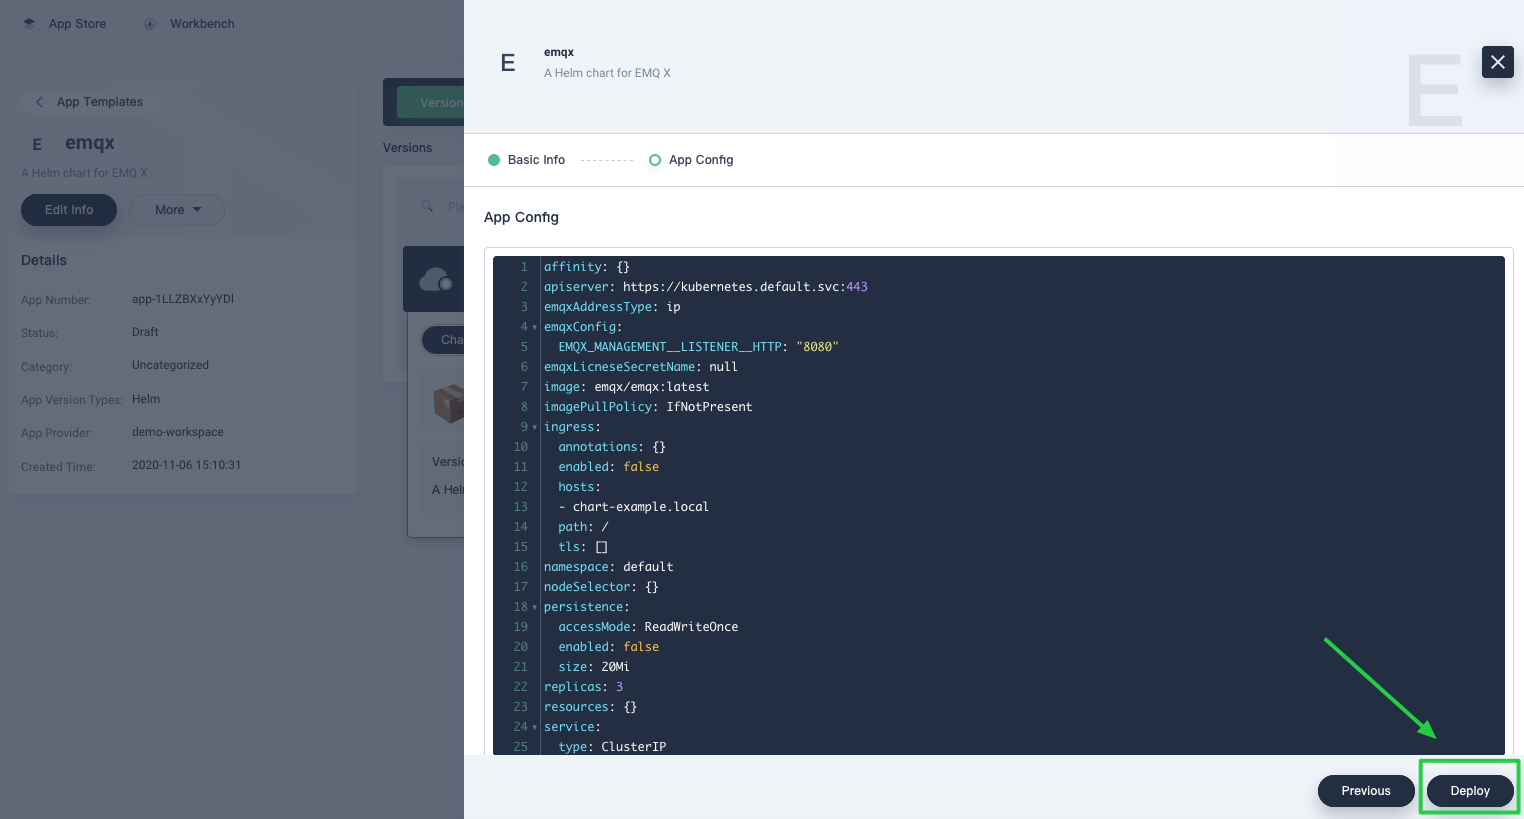 App Store
Workbench
App Templates
E
emqx
A Helm chart for EMQ X
Edit Info
More
Details
App Number: app-1LLZBXxYyYDl
Status: Draft
Category: Uncategorized
App Version Types: Helm
App Provider: demo-workspace
Created Time: 2020-11-06 15:10:31
Version
Versions
Ple
Cha
Versio
A Helm
E
emqx
A Helm chart for EMQ X
E
Basic Info
App Config
App Config
1 affinity: {}
2 apiserver: https://kubernetes.default.svc:443
3 emqxAddressType: ip
4 emqxConfig:
5 EMQX_MANAGEMENT__LISTENER__HTTP: "8080"
6 emqxLicneseSecretName: null
7 image: emqx/emqx:latest
8 imagePullPolicy: IfNotPresent
9 ingress:
10 annotations: {}
11 enabled: false
12 hosts:
13 - chart-example.local
14 path: /
15 tls: []
16 namespace: default
17 nodeSelector: {}
18 persistence:
19 accessMode: ReadWriteOnce
20 enabled: false
21 size: 20Mi
22 replicas: 3
23 resources: {}
24 service:
25 type: ClusterIP
Previous
Deploy